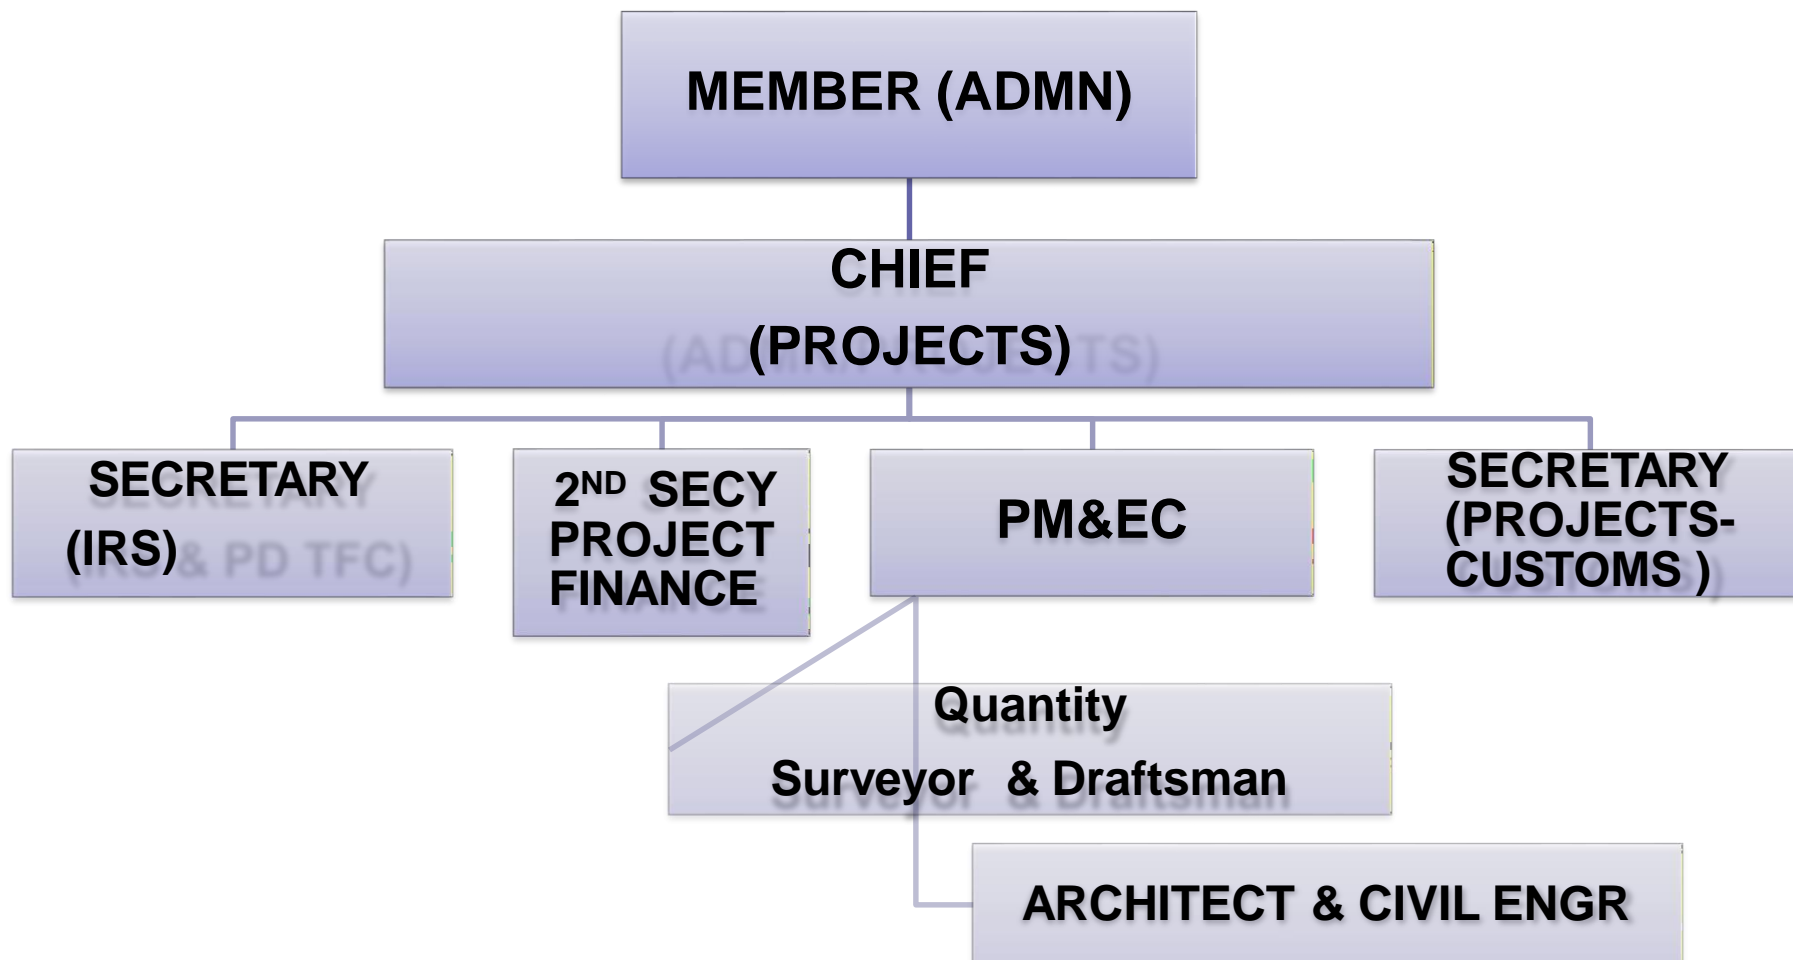 MEMBER (ADMN)
CHIEF
(PROJECTS)
SECRETARY
(IRS)
2ND SECY
PROJECT
FINANCE
PM&EC
SECRETARY
(PROJECTS-
CUSTOMS )
Quantity
Surveyor & Draftsman
ARCHITECT & CIVIL ENGR